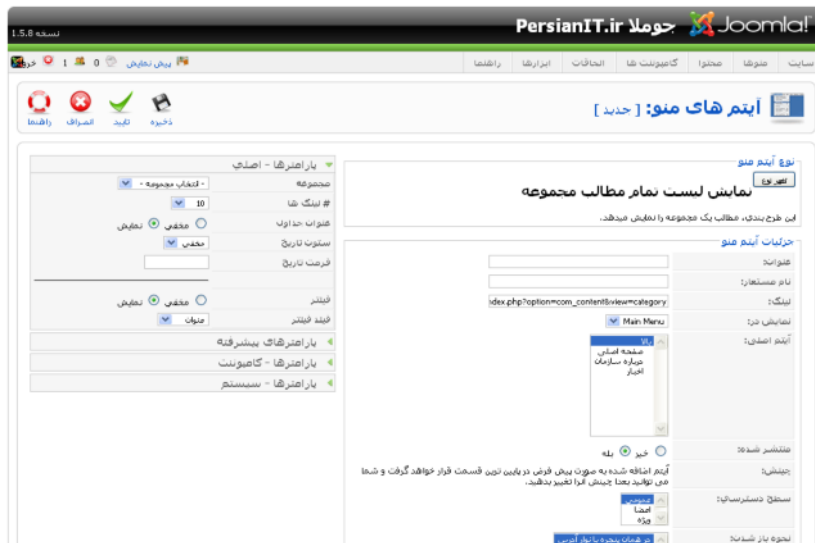 Joomla! جوملا PersianIT.ir
نسخه 1.5.8
سایت منوها محتوا کامپوننت ها الحاقات ابزارها راهنما
پیش نمایش 0 1
آیتم های منو: [ جدید ]
ذخیره تایید انصراف راهنما
نوع آیتم منو
تغییر نوع
نمایش لیست تمام مطالب مجموعه
این طرح بندی، مطالب یک مجموعه را نمایش میدهد.
جزئیات آیتم منو
عنوان:
نام مستعار:
لینک: ndex.php?option=com_content&view=category
نمایش در: Main Menu
آیتم اصلی: بالا
صفحه اصلی
درباره سازمان
اخبار
منتشر شده: خیر بله
چینش: آیتم اضافه شده به صورت پیش فرض در پایین ترین قسمت قرار خواهد گرفت و شما
می توانید بعدا چینش آنرا تغییر بدهید.
سطح دسترسی: عمومی
اعضا
ویژه
نحوه باز شدن: در همان پنجره با نوار آدرس
پارامترها - اصلی
مجموعه - انتخاب مجموعه -
# لینک ها 10
عنوان جداول مخفی نمایش
ستون تاریخ مخفی
فرمت تاریخ
فیلتر مخفی نمایش
فیلد فیلتر عنوان
پارامترهای پیشرفته
پارامترها - کامپوننت
پارامترها - سیستم